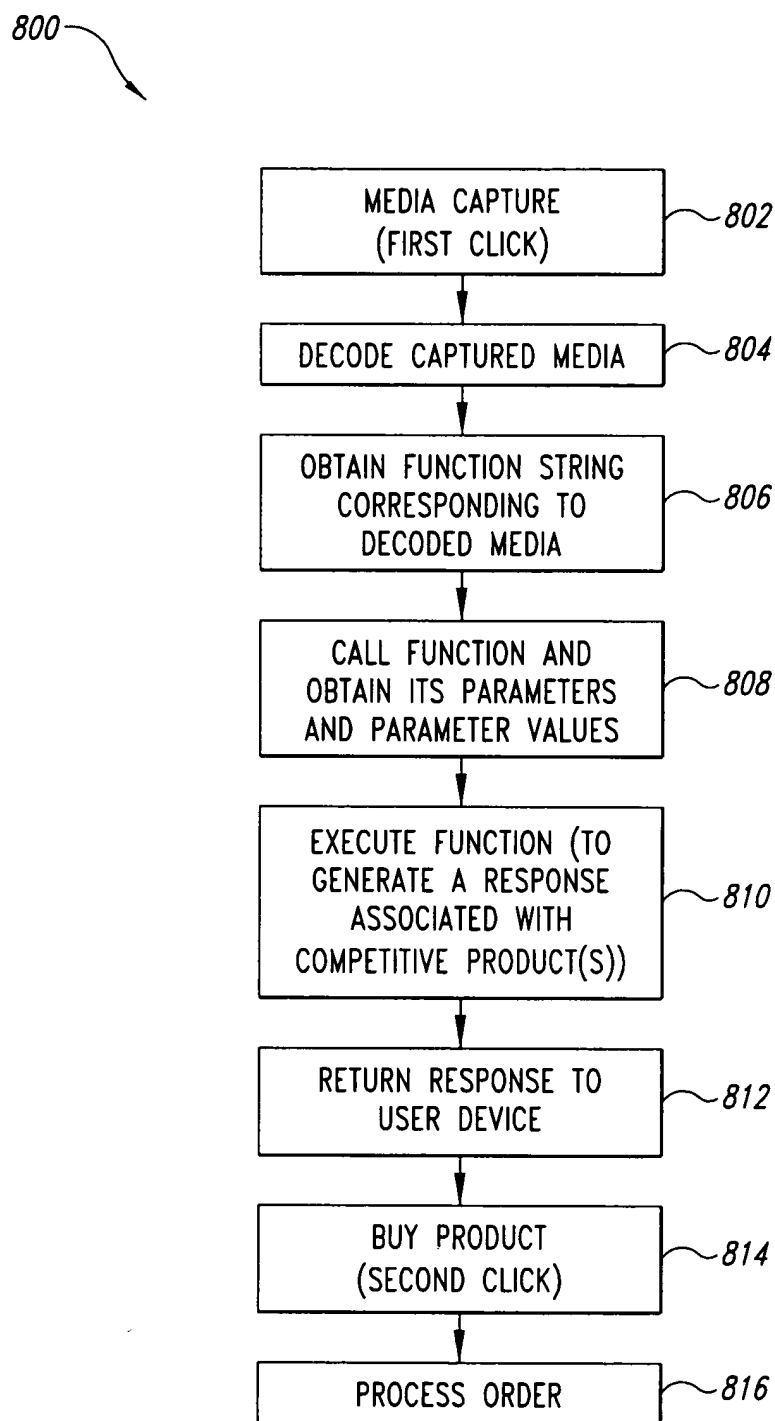 800
MEDIA CAPTURE
(FIRST CLICK)
802
DECODE CAPTURED MEDIA
804
OBTAIN FUNCTION STRING
CORRESPONDING TO
DECODED MEDIA
806
CALL FUNCTION AND
OBTAIN ITS PARAMETERS
AND PARAMETER VALUES
808
EXECUTE FUNCTION (TO
GENERATE A RESPONSE
ASSOCIATED WITH
COMPETITIVE PRODUCT(S))
810
RETURN RESPONSE TO
USER DEVICE
812
BUY PRODUCT
(SECOND CLICK)
814
PROCESS ORDER
816